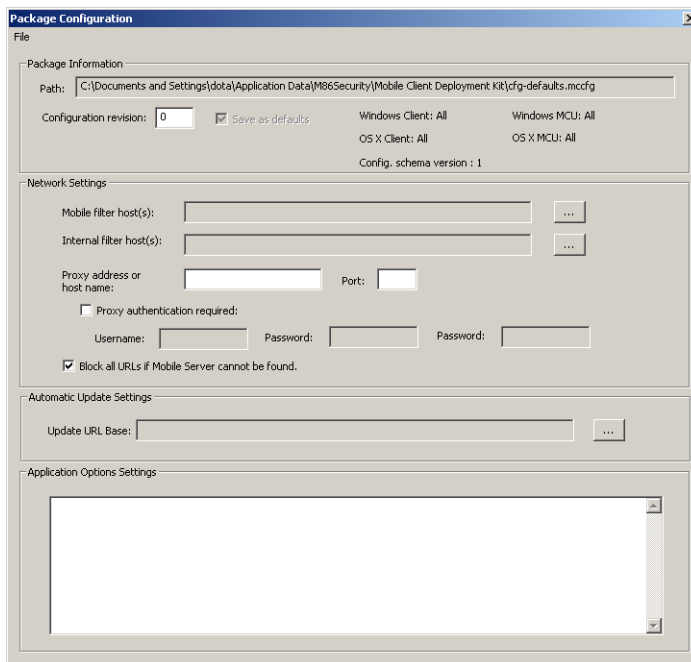 Package Configuration
File
Package Information
Path: C:\Documents and Settings\dota\Application Data\M86Security\Mobile Client Deployment Kit\cfg-defaults.mccfg
Configuration revision: 0 Save as defaults Windows Client: All Windows MCU: All
OS X Client: All OS X MCU: All
Config. schema version : 1
Network Settings
Mobile filter host(s): ...
Internal filter host(s): ...
Proxy address or
host name: Port:
Proxy authentication required:
Username: Password: Password:
Block all URLs if Mobile Server cannot be found.
Automatic Update Settings
Update URL Base: ...
Application Options Settings